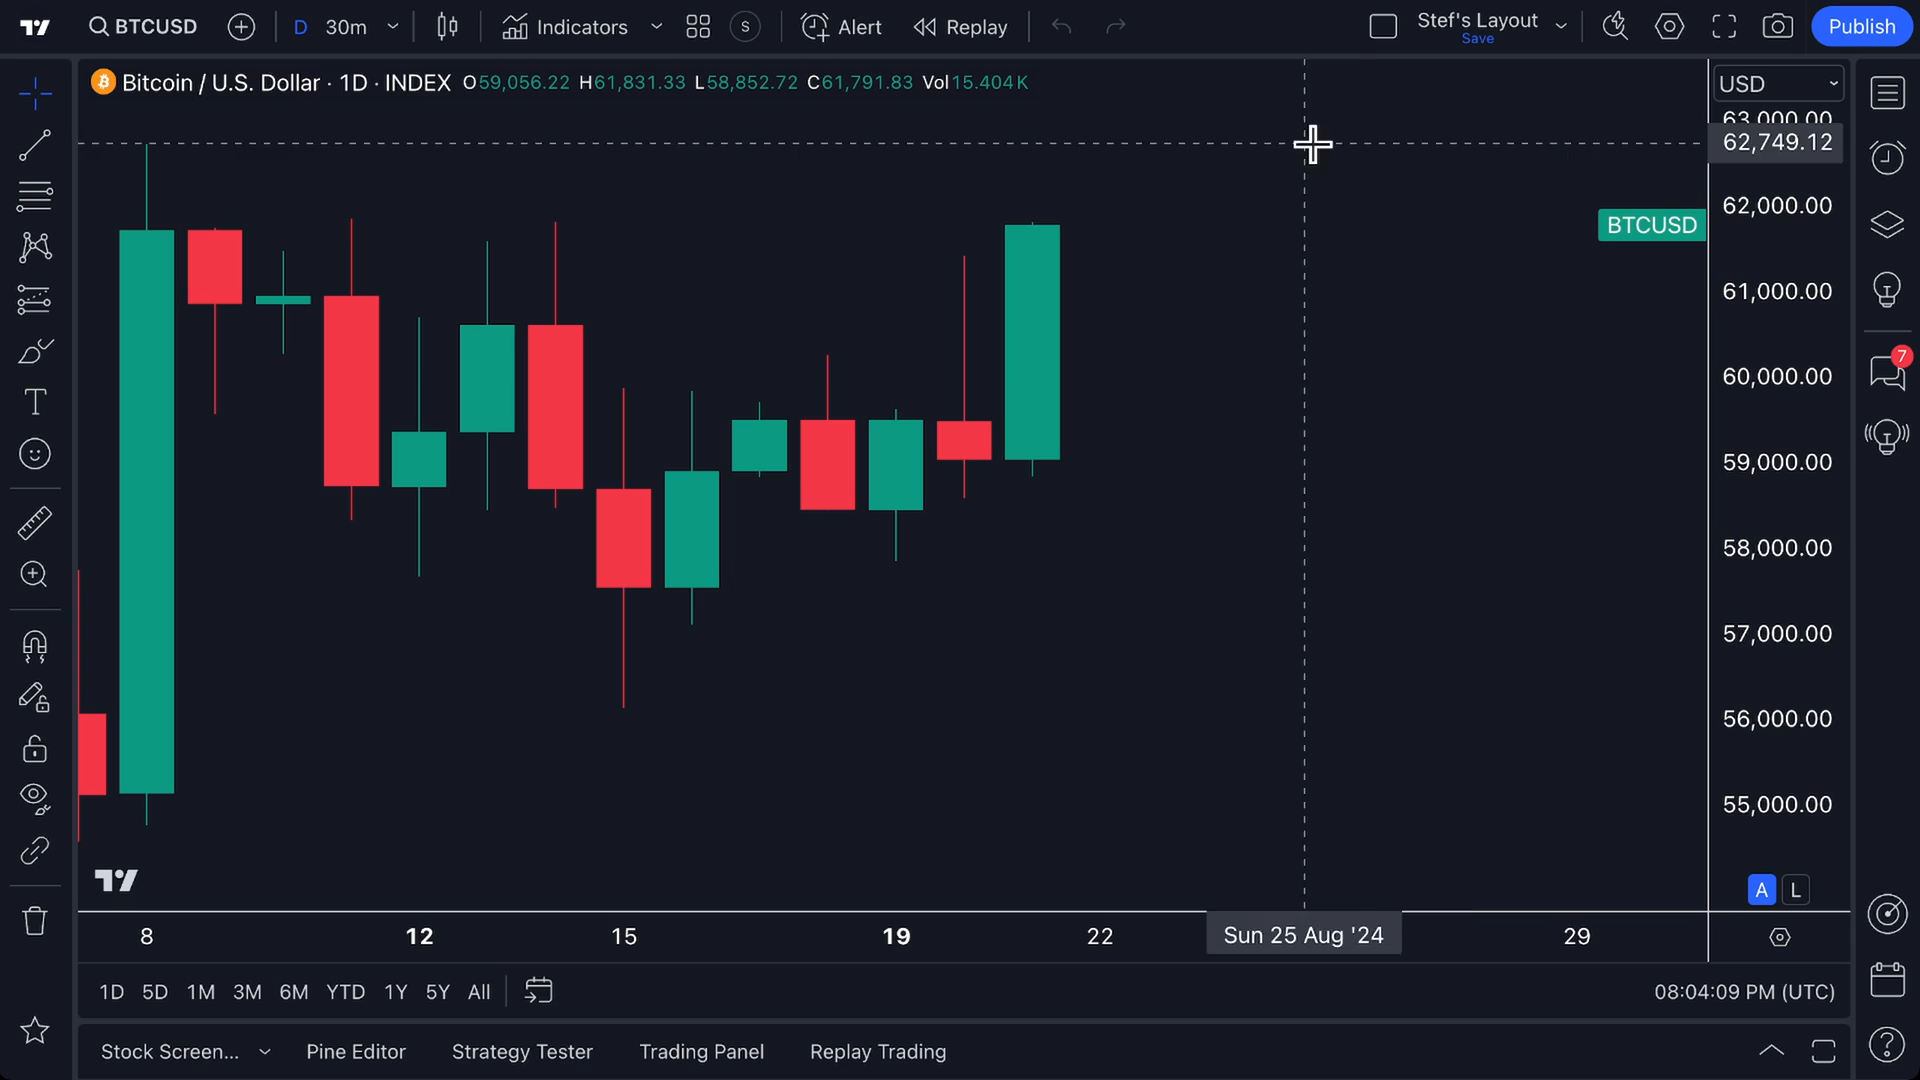 BTCUSD D 30m Indicators S Alert Replay Stef's Layout Save Publish
Bitcoin / U.S. Dollar · 1D · INDEX O59,056.22 H61,831.33 L58,852.72 C61,791.83 Vol15.404K
USD
63,000.00
62,749.12
62,000.00
BTCUSD
61,000.00
60,000.00
7
59,000.00
58,000.00
57,000.00
56,000.00
55,000.00
A L
8 12 15 19 22 Sun 25 Aug '24 29
1D 5D 1M 3M 6M YTD 1Y 5Y All 08:04:09 PM (UTC)
Stock Screen... Pine Editor Strategy Tester Trading Panel Replay Trading